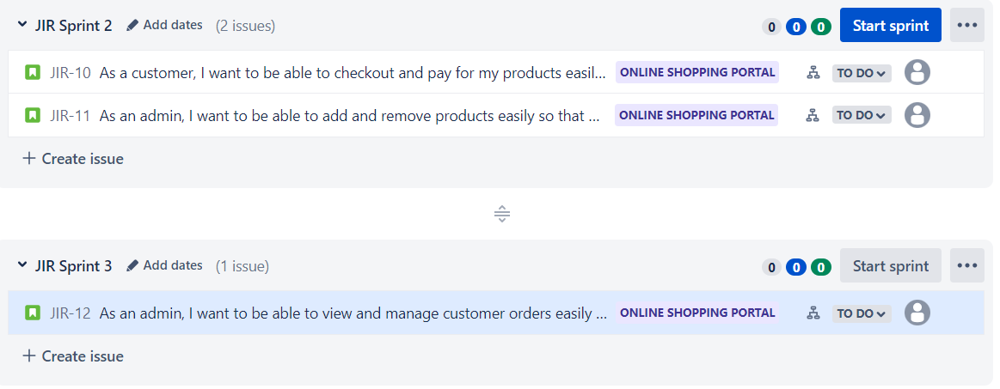 JIR Sprint 2 Add dates (2 issues) 0 0 0 Start sprint
JIR-10 As a customer, I want to be able to checkout and pay for my products easil... ONLINE SHOPPING PORTAL TO DO
JIR-11 As an admin, I want to be able to add and remove products easily so that ... ONLINE SHOPPING PORTAL TO DO
+ Create issue
JIR Sprint 3 Add dates (1 issue) 0 0 0 Start sprint
JIR-12 As an admin, I want to be able to view and manage customer orders easily ... ONLINE SHOPPING PORTAL TO DO
+ Create issue